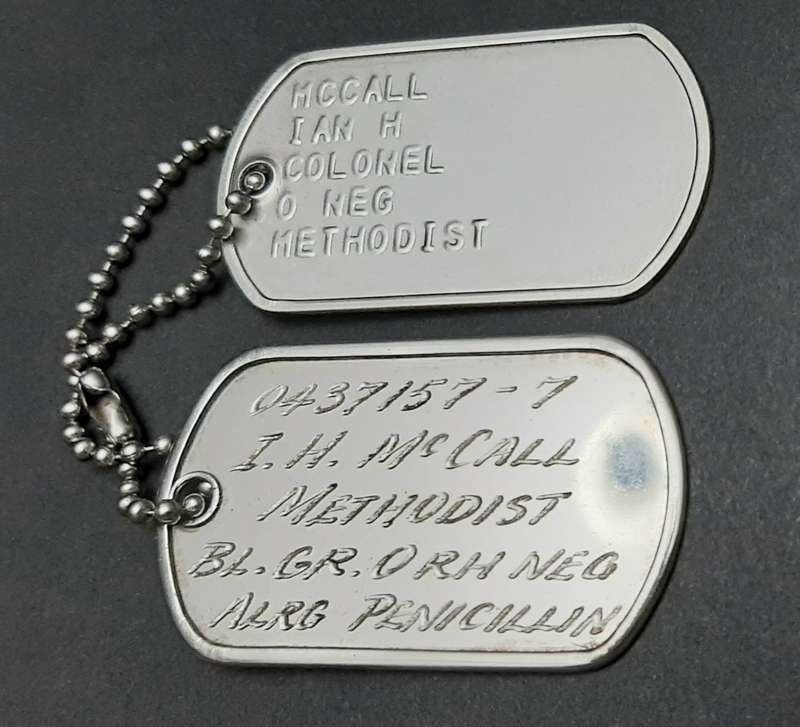 MCCALL
IAN H
COLONEL
O NEG
METHODIST
0437157-7
I. H. McCALL
METHODIST
BL. GR. O RH NEG
ALRG PENICILLIN